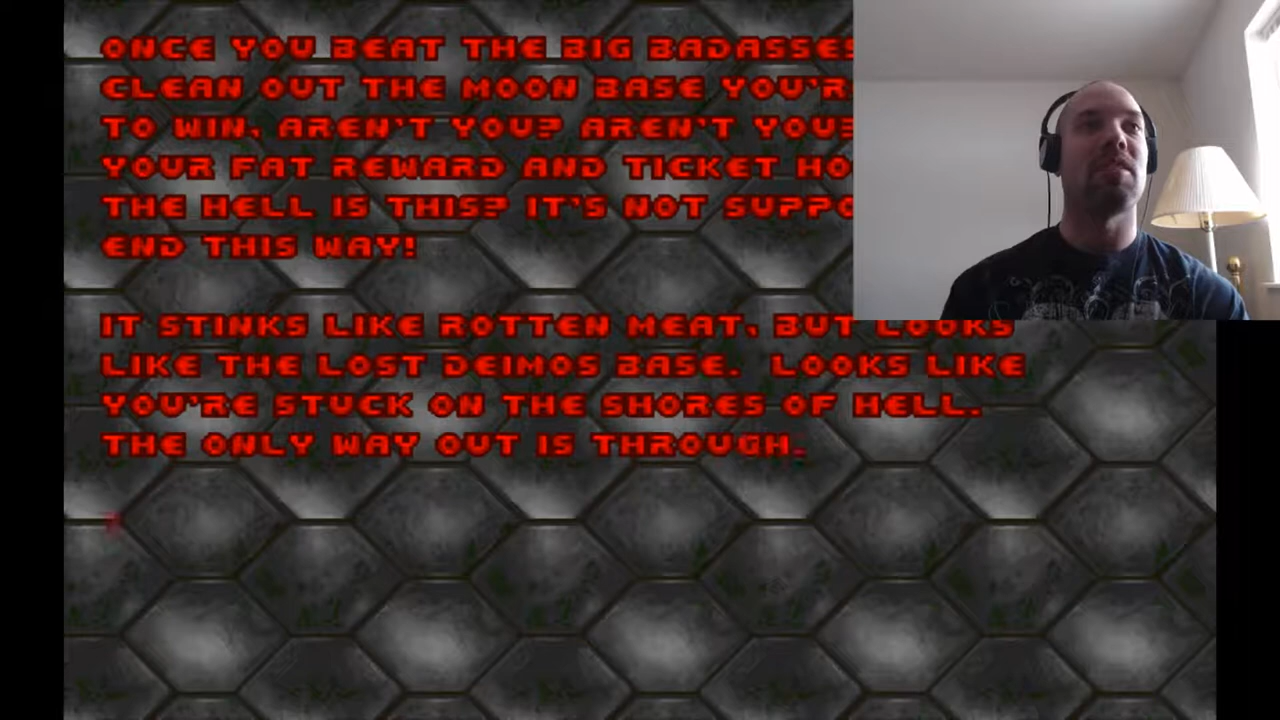 ONCE YOU BEAT THE BIG BADASSES
CLEAN OUT THE MOON BASE
TO WIN, AREN'T YOU? AREN'T YOU?
YOUR FAT REWARD AND TICKET
THE HELL IS THIS? IT'S NOT
END THIS WAY!
IT STINKS LIKE ROTTEN MEAT, BUT LOOKS
LIKE THE LOST DEIMOS BASE. LOOKS LIKE
YOU'RE STUCK ON THE SHORES OF HELL.
THE ONLY WAY OUT IS THROUGH.